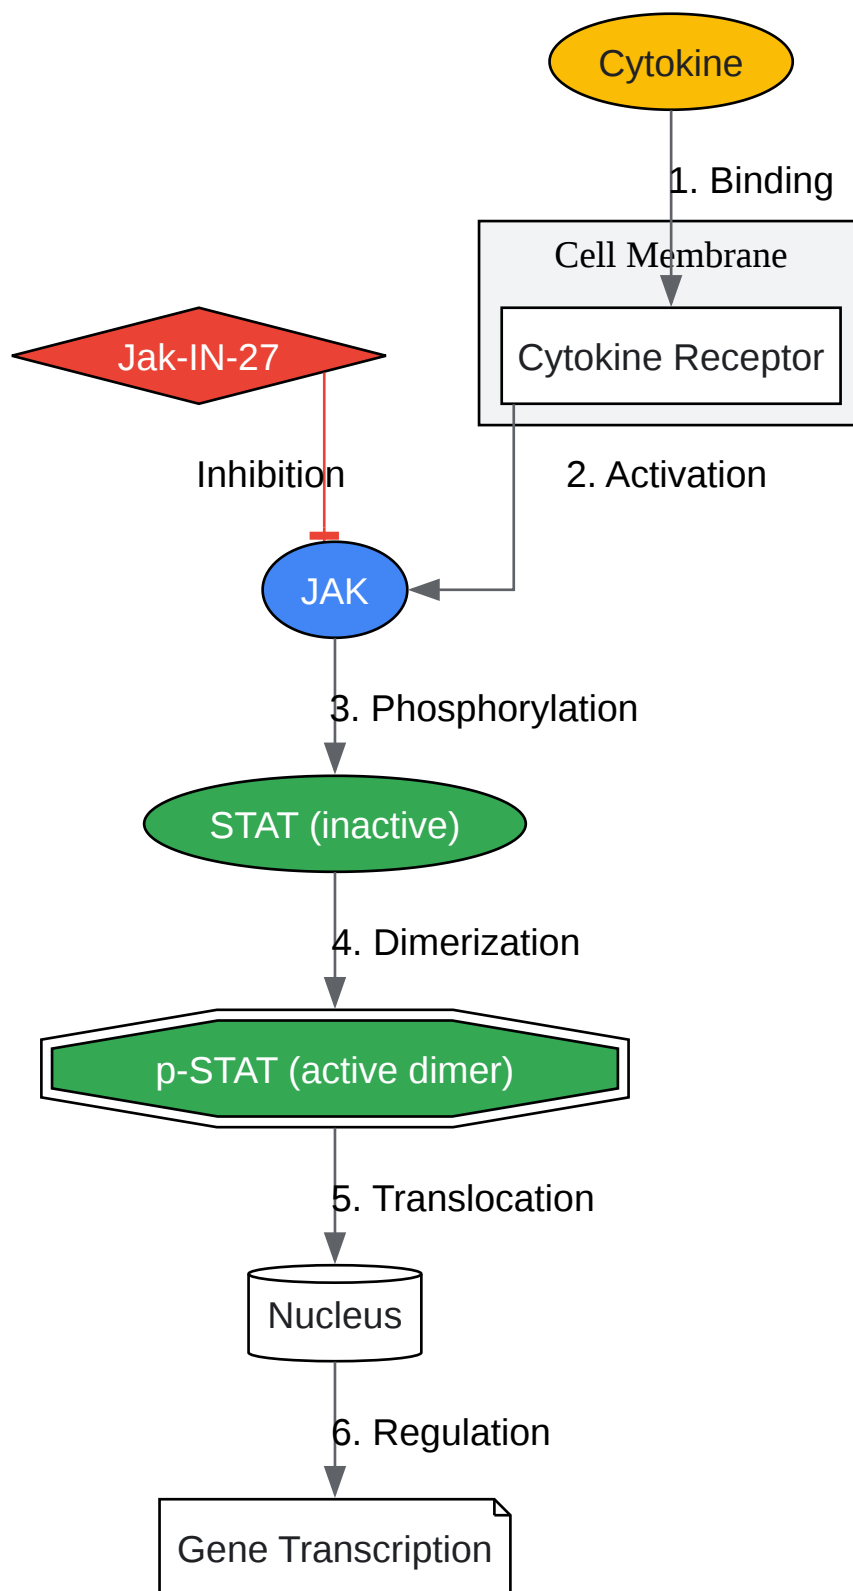 Cytokine
1. Binding
Cell Membrane
Jak-IN-27
Cytokine Receptor
Inhibition
2. Activation
JAK
3. Phosphorylation
STAT (inactive)
4. Dimerization
p-STAT (active dimer)
5. Translocation
Nucleus
6. Regulation
Gene Transcription